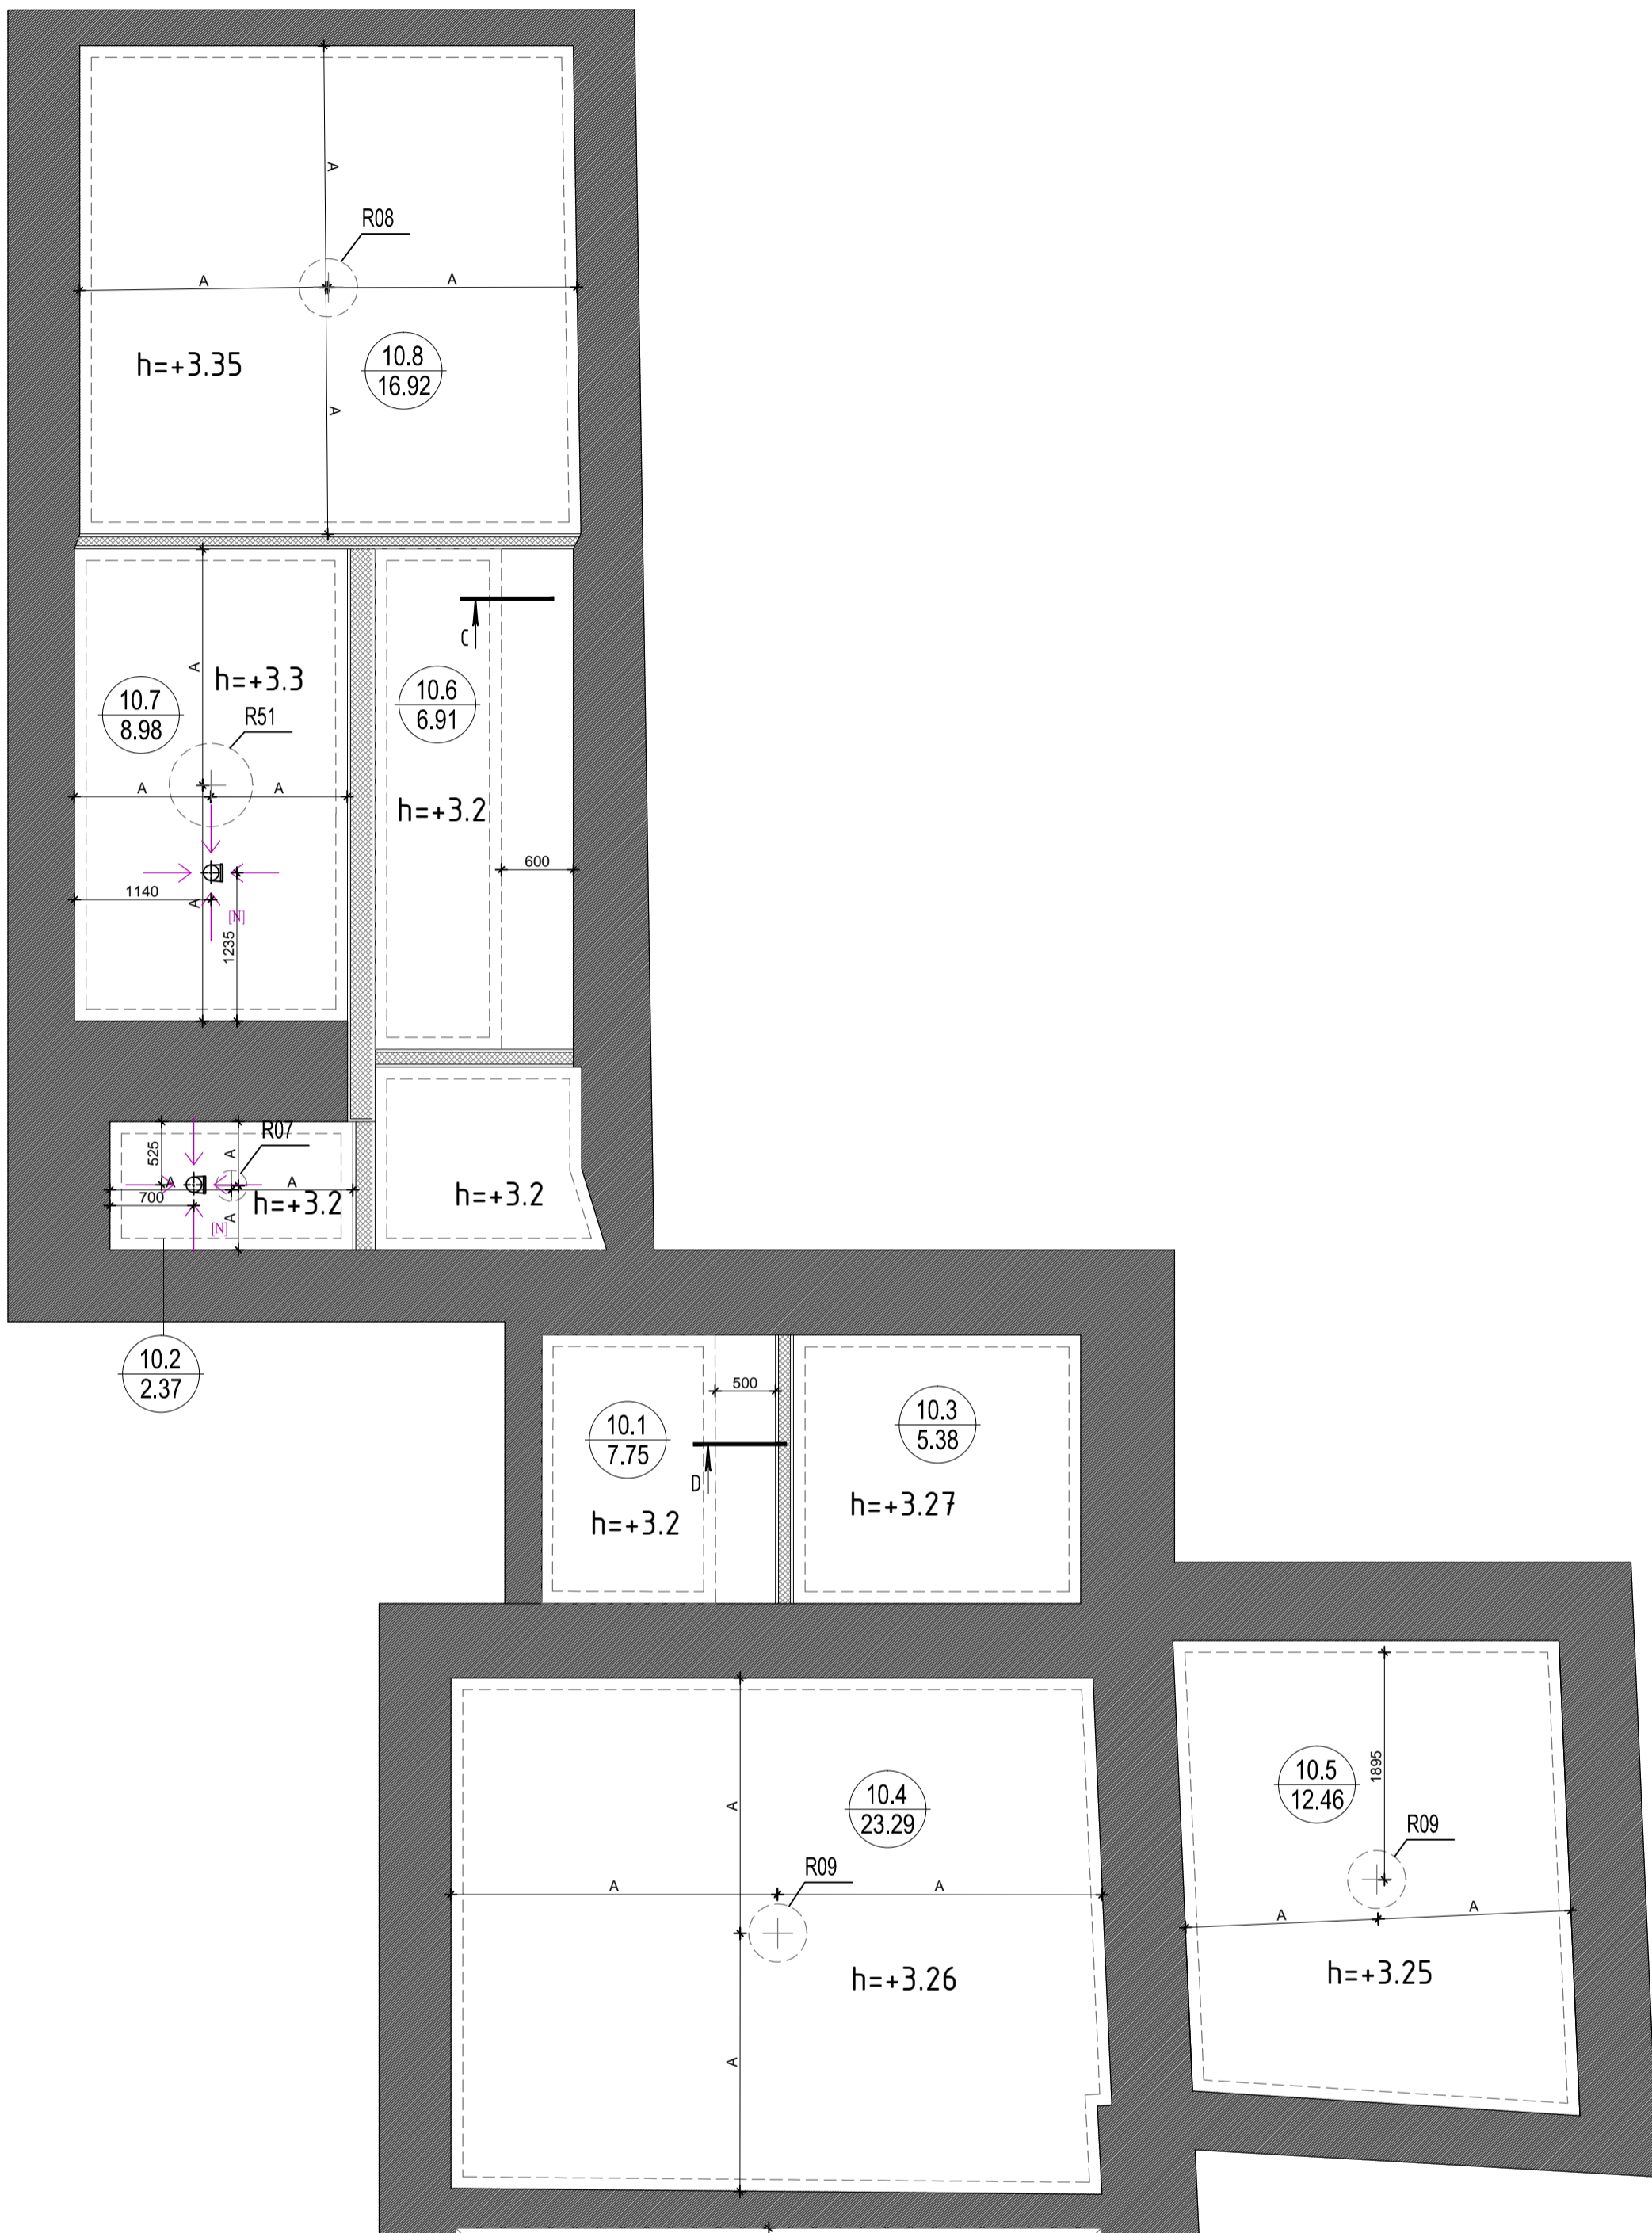 A
R08
A
A
h=+3.35
10.8
16.92
A
C
A
h=+3.3
10.7
8.98
R51
10.6
6.91
A
A
h=+3.2
600
1140
A
[N]
1235
R07
525
A
A
A
700
h=+3.2
h=+3.2
A
[N]
10.2
2.37
500
10.1
7.75
10.3
5.38
D
h=+3.2
h=+3.27
1895
10.5
12.46
10.4
23.29
A
R09
R09
A
A
A
A
h=+3.26
h=+3.25
A